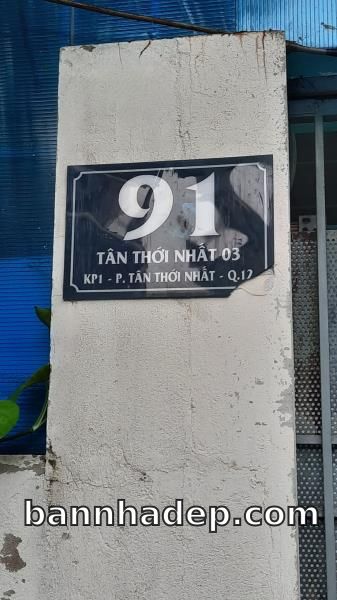 91
TÂN THỚI NHẤT 03
KP1 - P. TÂN THỚI NHẤT - Q.12
bannhadep.com